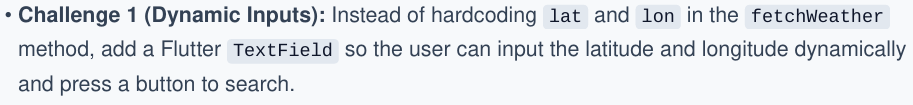 • Challenge 1 (Dynamic Inputs): Instead of hardcoding lat and lon in the fetchWeather
method, add a Flutter TextField so the user can input the latitude and longitude dynamically
and press a button to search.